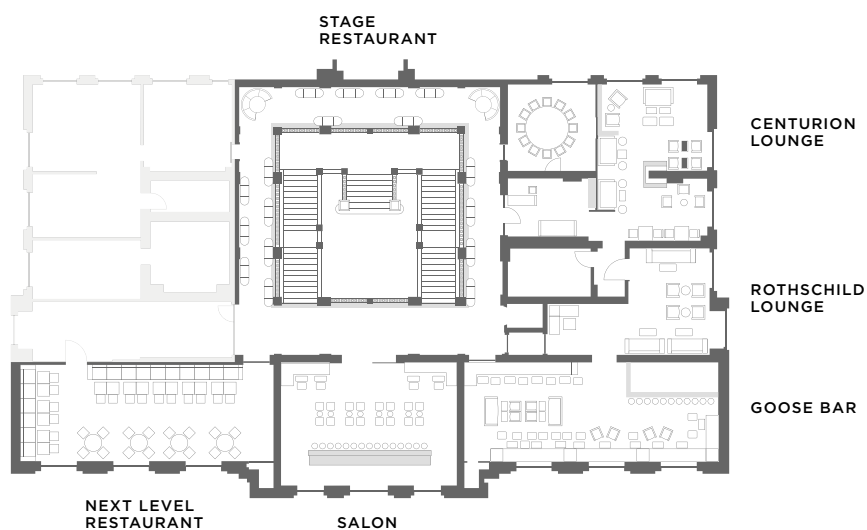 STAGE
RESTAURANT
CENTURION
LOUNGE
ROTHSCHILD
LOUNGE
GOOSE BAR
NEXT LEVEL
RESTAURANT
SALON